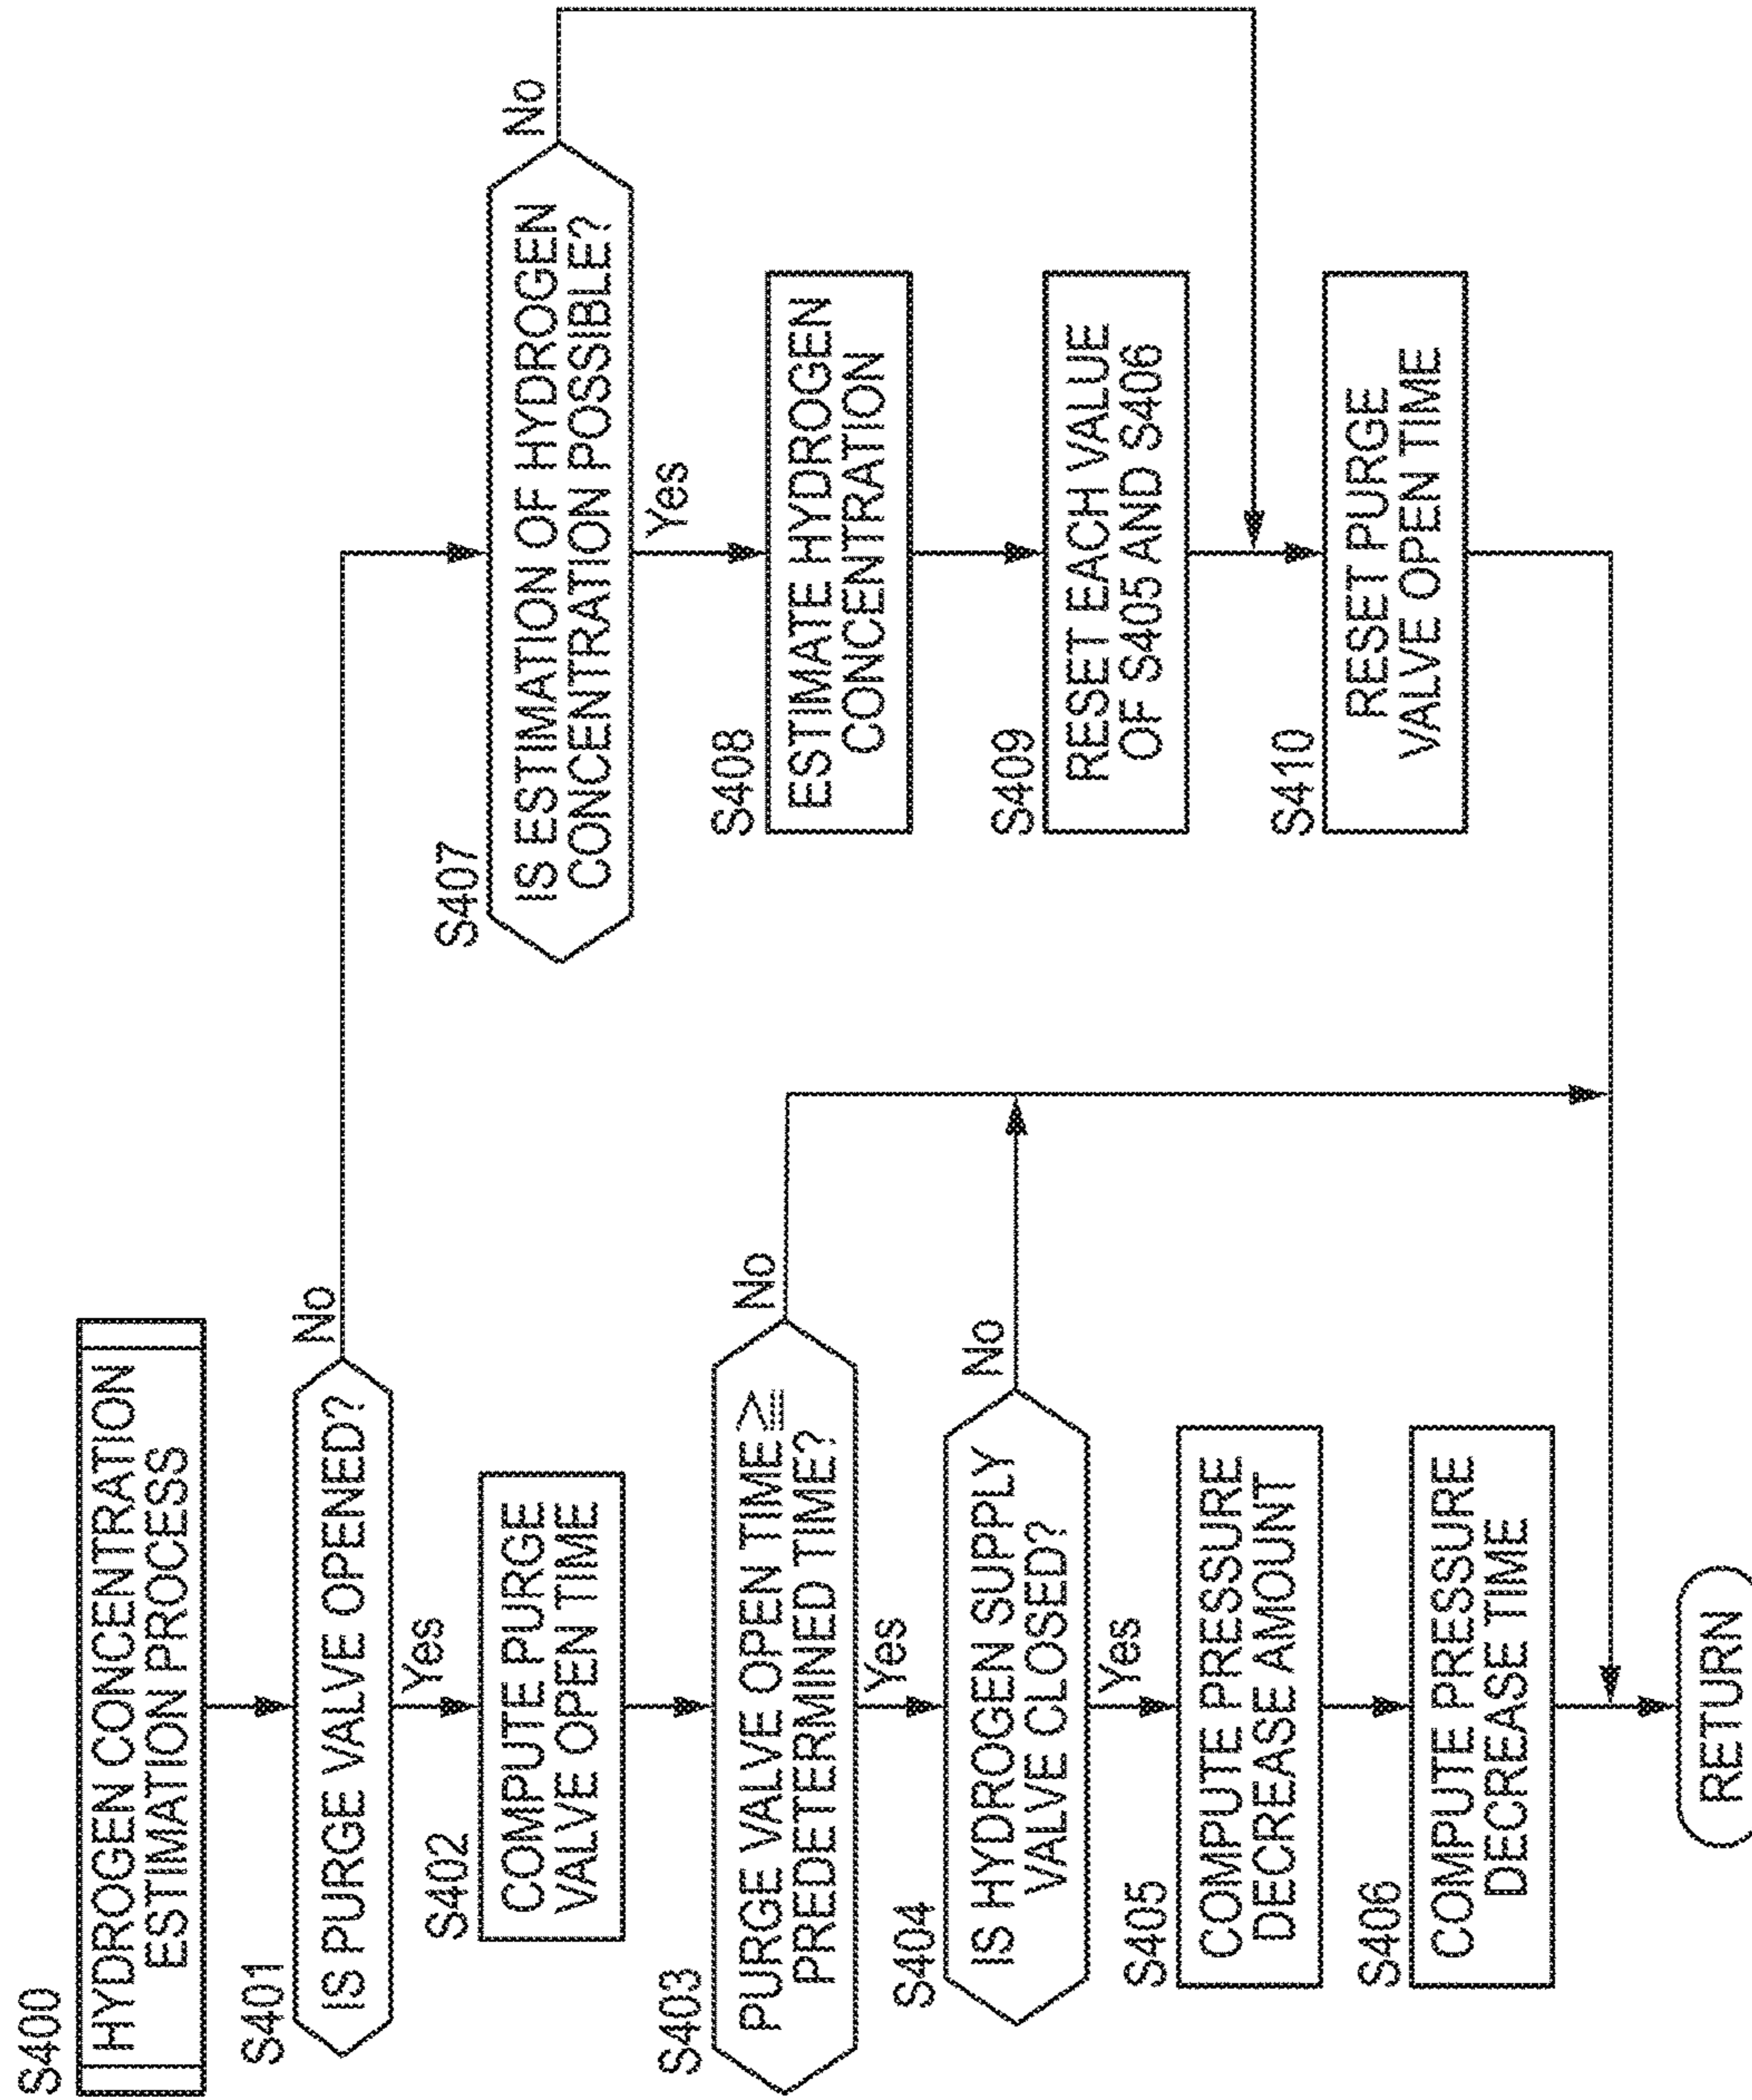 S400
HYDROGEN CONCENTRATION
ESTIMATION PROCESS
S401
IS PURGE VALVE OPENED?
No
Yes
S402
COMPUTE PURGE
VALVE OPEN TIME
S403
PURGE VALVE OPEN TIME ≧
PREDETERMINED TIME?
No
Yes
S404
IS HYDROGEN SUPPLY
VALVE CLOSED?
No
Yes
S405
COMPUTE PRESSURE
DECREASE AMOUNT
S406
COMPUTE PRESSURE
DECREASE TIME
RETURN
S407
IS ESTIMATION OF HYDROGEN
CONCENTRATION POSSIBLE?
No
Yes
S408
ESTIMATE HYDROGEN
CONCENTRATION
S409
RESET EACH VALUE
OF S405 AND S406
S410
RESET PURGE
VALVE OPEN TIME